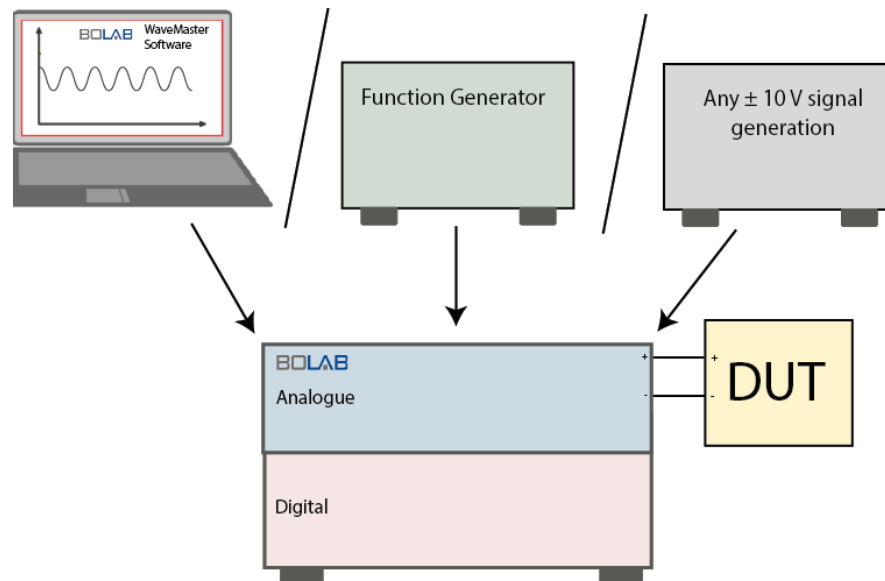 BOLAB WaveMaster
Software
Function Generator
Any ± 10 V signal
generation
BOLAB
Analogue
+ +
- -
DUT
Digital